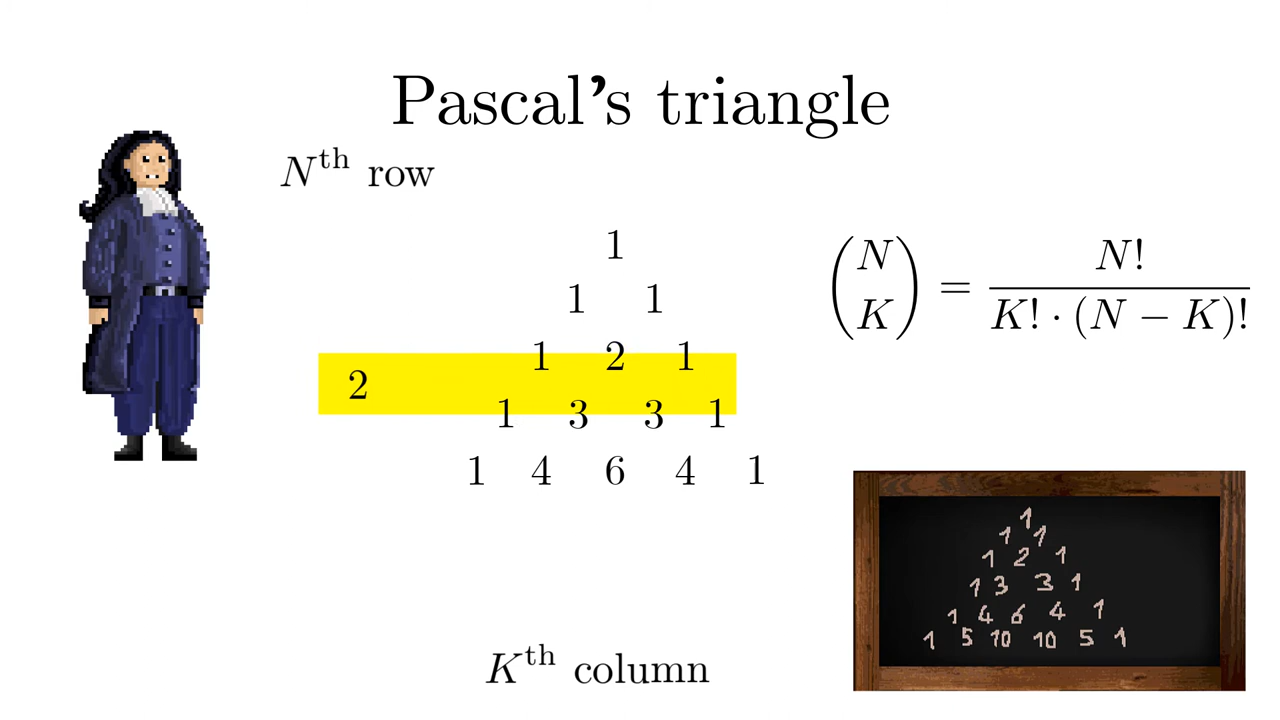 Pascal's triangle
Nᵗʰ row
1
1 1
1 2 1
2
1 3 3 1
1 4 6 4 1
Kᵗʰ column
(N K) = N! / K! · (N − K)!
1
1 1
1 2 1
1 3 3 1
1 4 6 4 1
1 5 10 10 5 1